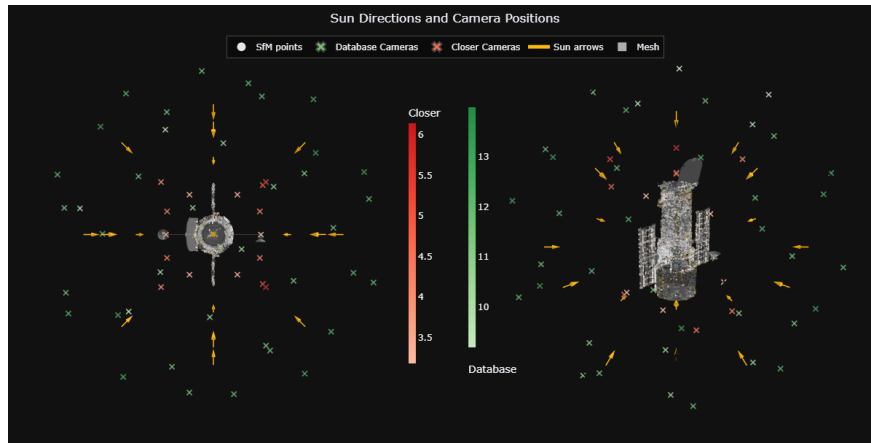 Sun Directions and Camera Positions
SfM points Database Cameras Closer Cameras Sun arrows Mesh
Closer
6
5.5
5
4.5
4
3.5
13
12
11
10
Database